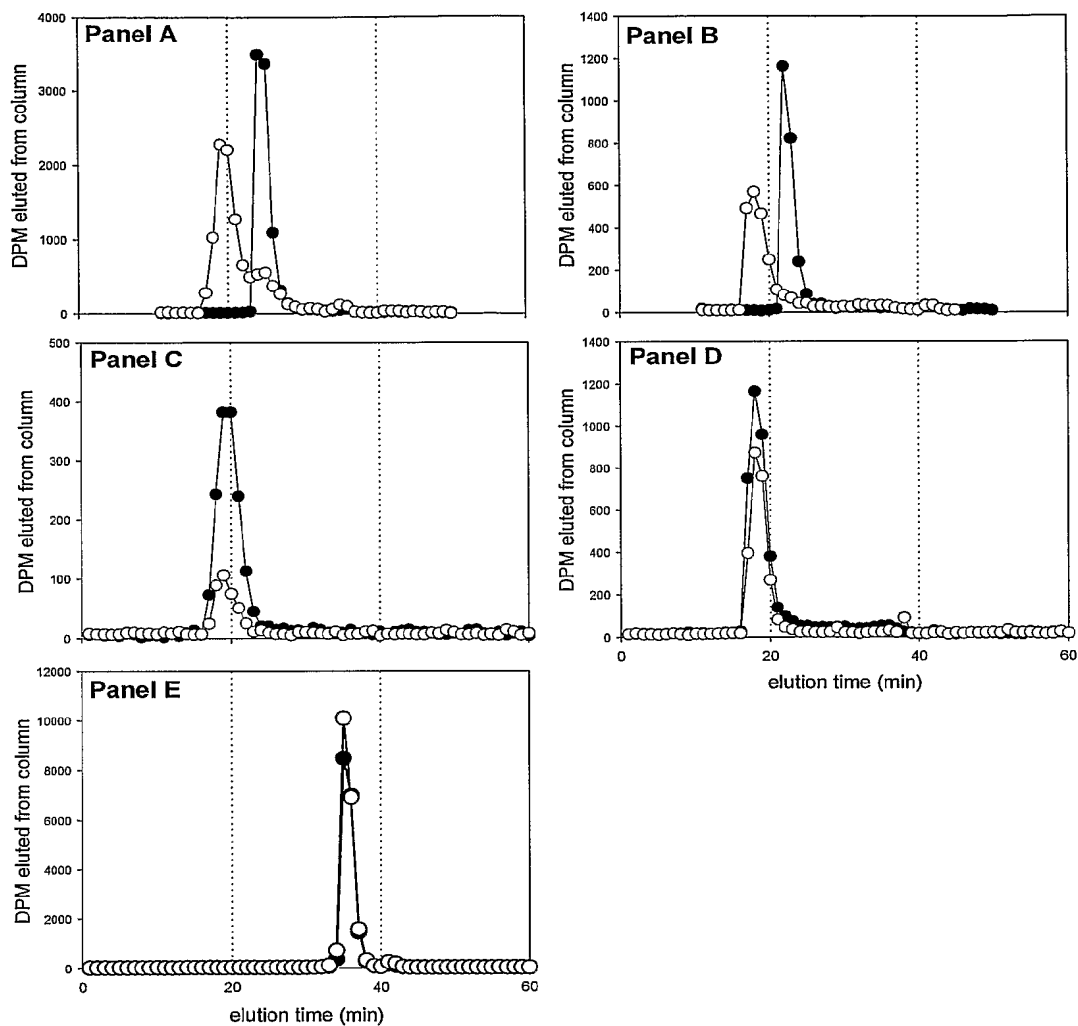 Panel A
4000
3000
2000
1000
0
DPM eluted from column
Panel B
1400
1200
1000
800
600
400
200
0
DPM eluted from column
Panel C
500
400
300
200
100
0
DPM eluted from column
Panel D
1400
1200
1000
800
600
400
200
0
DPM eluted from column
0 20 40 60
elution time (min)
Panel E
12000
10000
8000
6000
4000
2000
0
DPM eluted from column
0 20 40 60
elution time (min)